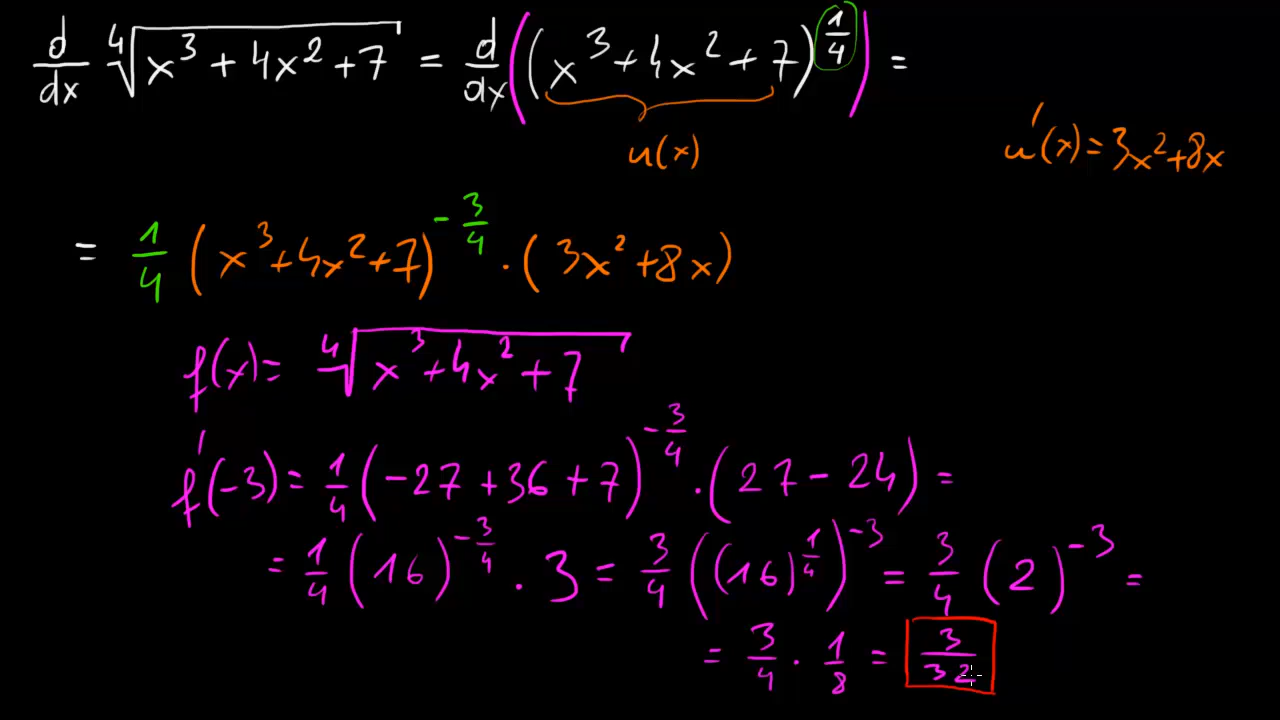 d/dx ∜(x³ + 4x² + 7) = d/dx((x³ + 4x² + 7)^(1/4)) =
u(x)
u'(x) = 3x² + 8x
= 1/4 (x³ + 4x² + 7)^(-3/4) · (3x² + 8x)
f(x) = ∜(x³ + 4x² + 7)
f'(-3) = 1/4 (-27 + 36 + 7)^(-3/4) · (27 - 24) =
= 1/4 (16)^(-3/4) · 3 = 3/4 ((16)^(1/4))^(-3) = 3/4 (2)^(-3) =
= 3/4 · 1/8 = 3/32